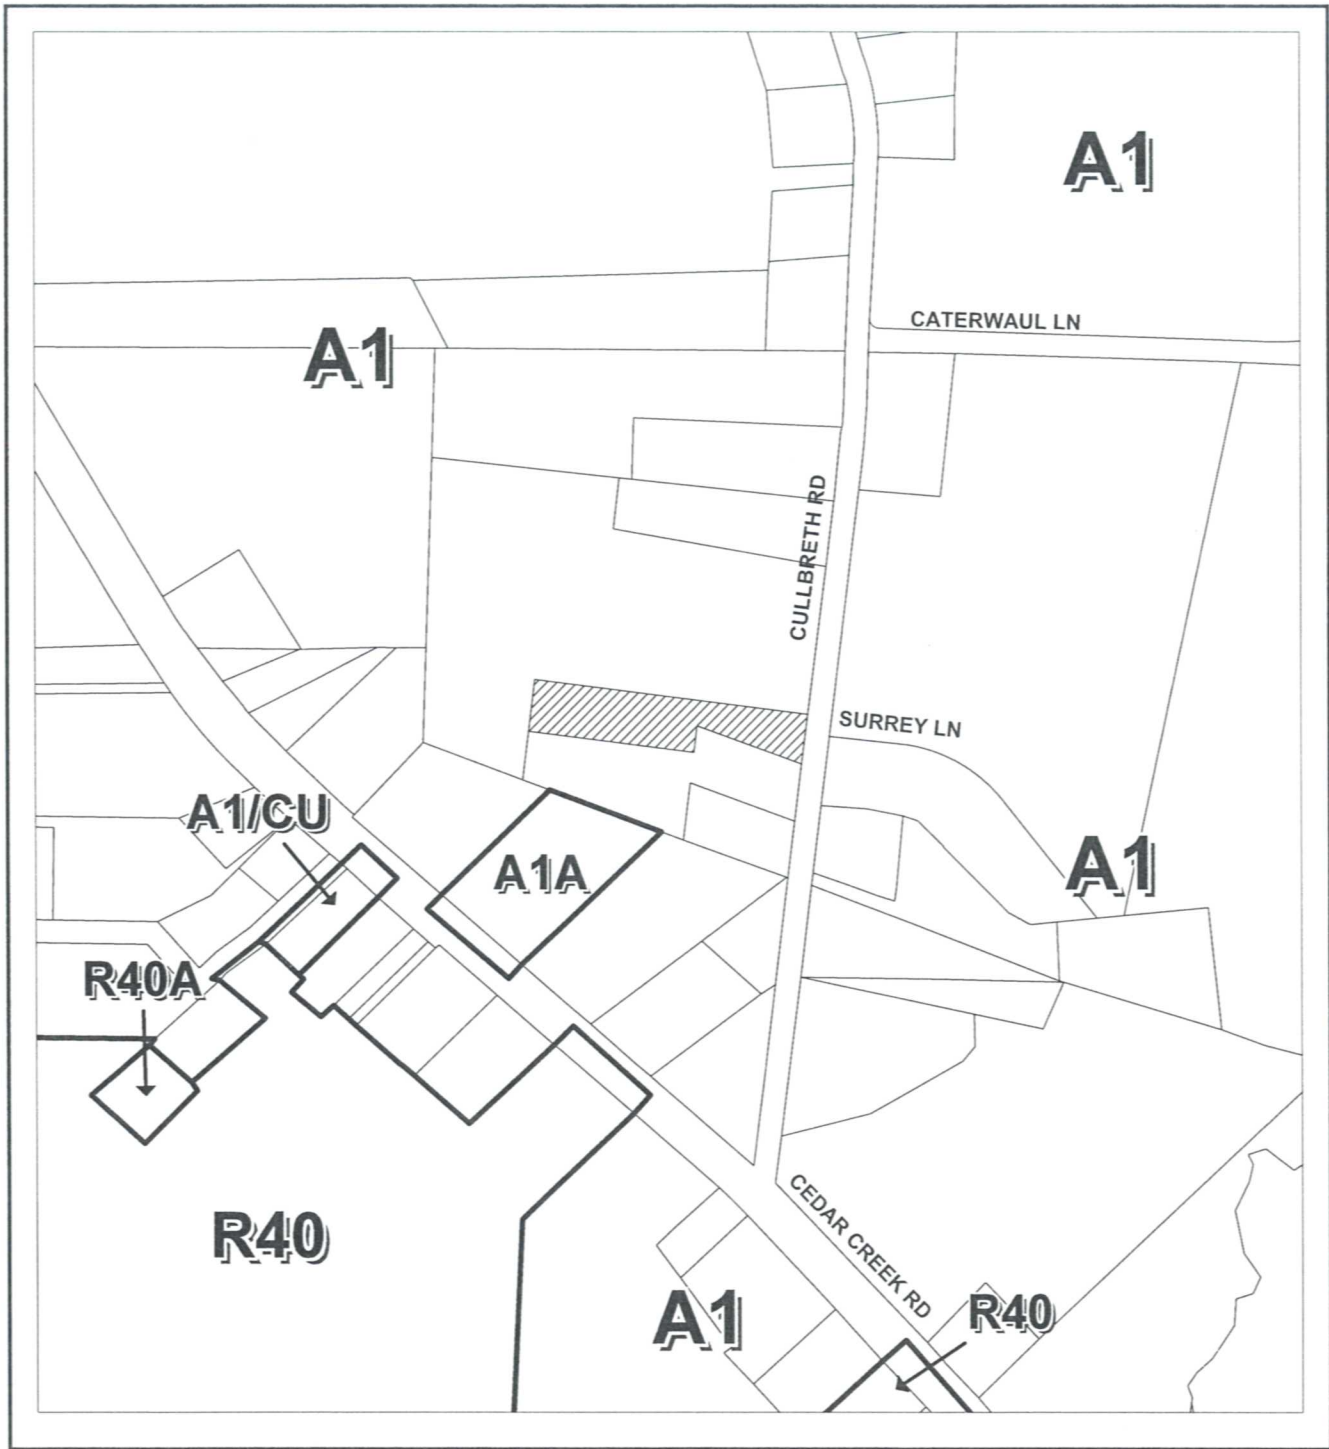 A1
CATERWAUL LN
A1
CULLBRETH RD
SURREY LN
A1/CU
A1A
A1
R40A
R40
CEDAR CREEK RD
A1
R40